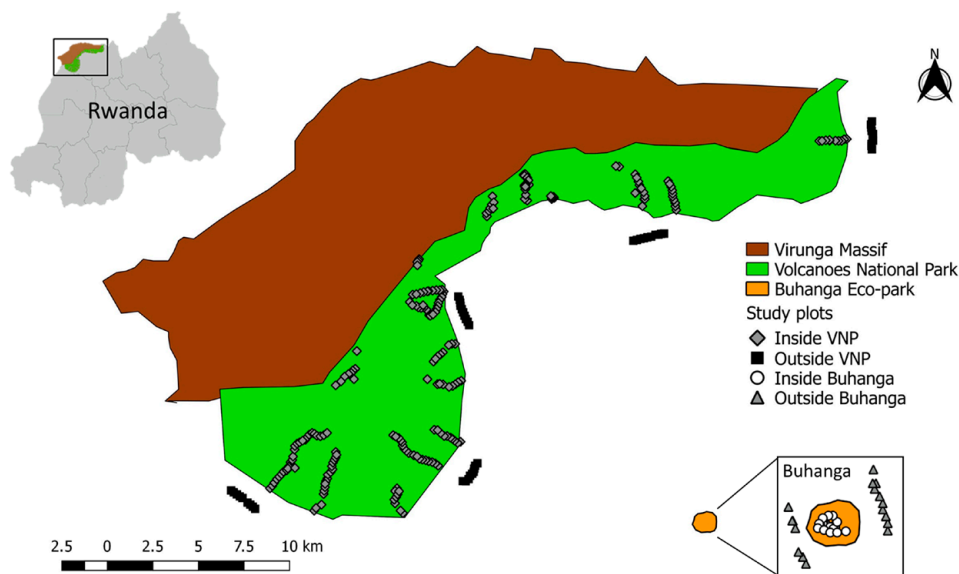 Rwanda
N
Virunga Massif
Volcanoes National Park
Buhanga Eco-park
Study plots
Inside VNP
Outside VNP
Inside Buhanga
Outside Buhanga
Buhanga
2.5 0 2.5 5 7.5 10 km